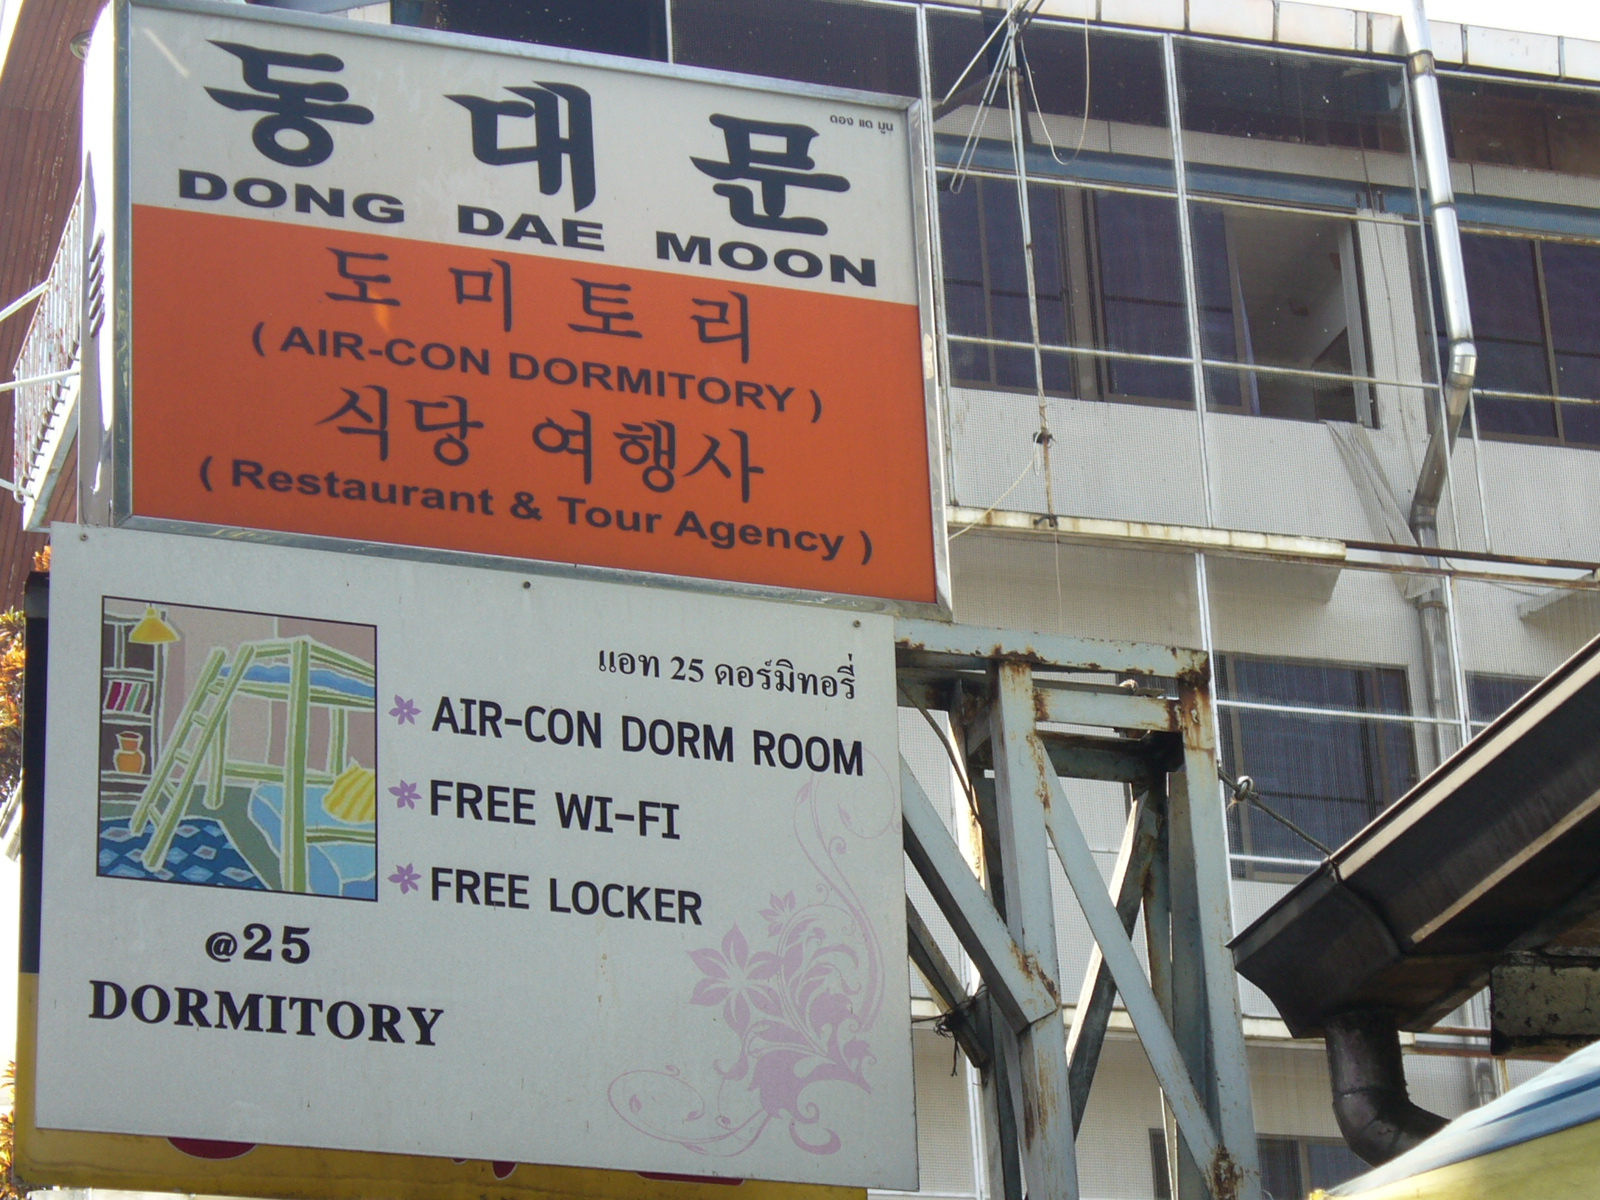 동 대 문
ดอง แด มูน
DONG DAE MOON
도 미 토 리
( AIR-CON DORMITORY )
식당 여행사
( Restaurant & Tour Agency )
แอท 25 ดอร์มิทอรี่
AIR-CON DORM ROOM
FREE WI-FI
FREE LOCKER
@25
DORMITORY